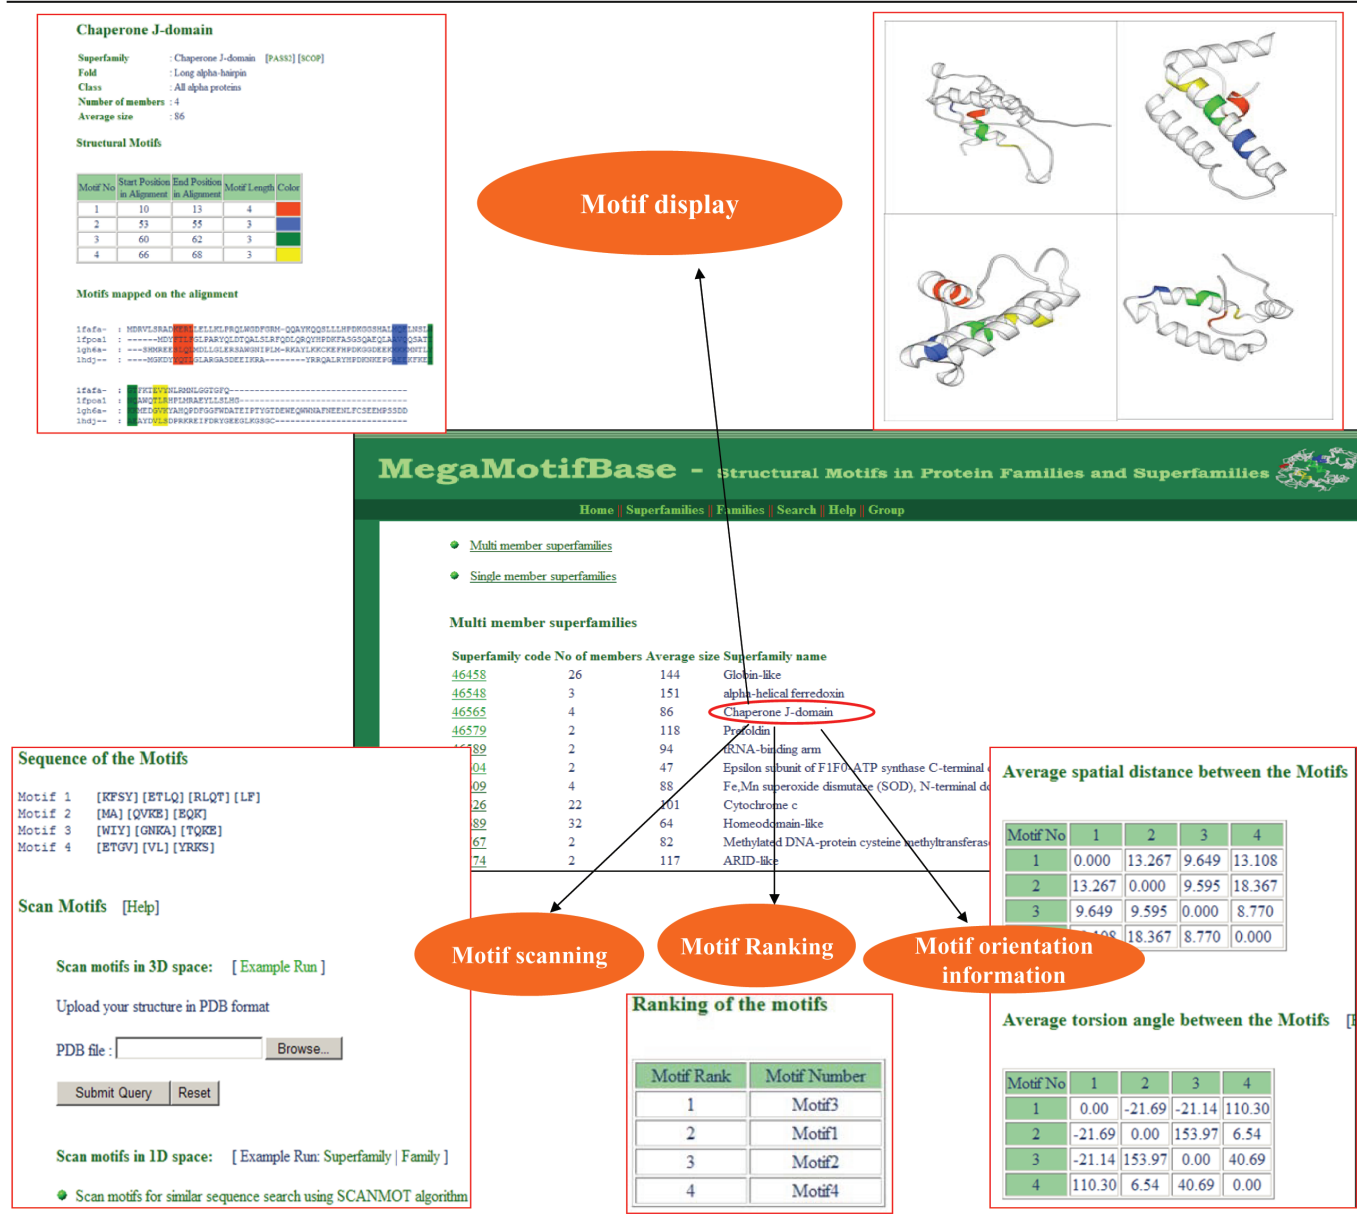 Chaperone J-domain
Superfamily : Chaperone J-domain [PASS2] [SCOP]
Fold : Long alpha-hairpin
Class : All alpha proteins
Number of members : 4
Average size : 86
Structural Motifs
Motif No Start Position in Alignment End Position in Alignment Motif Length Color
1 10 13 4
2 53 55 3
3 60 62 3
4 66 68 3
Motifs mapped on the alignment
1fafa- :
1fpoa1 :
1gh6a- :
1hdj-- :
1fafa- :
1fpoa1 :
1gh6a- :
1hdj-- :
Motif display
MegaMotifBase - Structural Motifs in Protein Families and Superfamilies
Home || Superfamilies || Families || Search || Help || Group
Multi member superfamilies
Single member superfamilies
Multi member superfamilies
Superfamily code No of members Average size Superfamily name
46458 26 144 Globin-like
46548 3 151 alpha-helical ferredoxin
46565 4 86 Chaperone J-domain
46579 2 118 Prefoldin
589 2 94 tRNA-binding arm
04 2 47 Epsilon subunit of F1F0-ATP synthase C-terminal
09 4 88 Fe,Mn superoxide dismutase (SOD), N-terminal
626 22 101 Cytochrome c
89 32 64 Homeodomain-like
67 2 82 Methylated DNA-protein cysteine methyltransferase
74 2 117 ARID-like
Sequence of the Motifs
Motif 1 [KFSY][ETLQ][RLQT][LF]
Motif 2 [MA][QVKE][EQK]
Motif 3 [WIY][GNKA][TQKE]
Motif 4 [ETGV][VL][YRKS]
Scan Motifs [Help]
Scan motifs in 3D space: [ Example Run ]
Upload your structure in PDB format
PDB file : Browse...
Submit Query Reset
Scan motifs in 1D space: [ Example Run: Superfamily | Family ]
Scan motifs for similar sequence search using SCANMOT algorithm
Motif scanning
Motif Ranking
Motif orientation
information
Ranking of the motifs
Motif Rank Motif Number
1 Motif3
2 Motif1
3 Motif2
4 Motif4
Average spatial distance between the Motifs
Motif No 1 2 3 4
1 0.000 13.267 9.649 13.108
2 13.267 0.000 9.595 18.367
3 9.649 9.595 0.000 8.770
18.367 8.770 0.000
Average torsion angle between the Motifs
Motif No 1 2 3 4
1 0.00 -21.69 -21.14 110.30
2 -21.69 0.00 153.97 6.54
3 -21.14 153.97 0.00 40.69
4 110.30 6.54 40.69 0.00